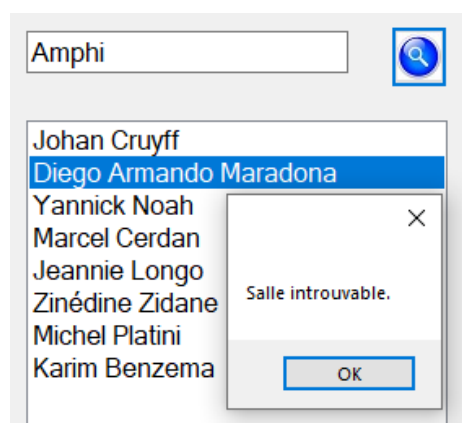 Amphi
Johan Cruyff
Diego Armando Maradona
Yannick Noah
Marcel Cerdan
Jeannie Longo
Zinédine Zidane
Michel Platini
Karim Benzema
Salle introuvable.
OK